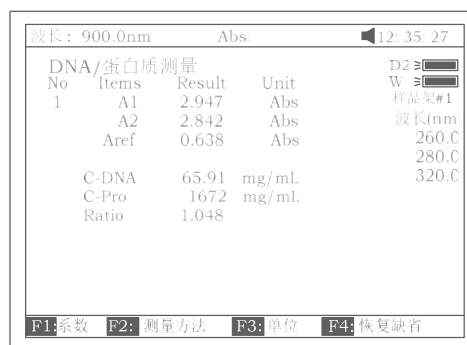 波长: 900.0nm Abs. 12: 35: 27
DNA/蛋白质测量 D2
No Items Result Unit W
1 A1 2.947 Abs 样品架#1
A2 2.842 Abs 波长(nm
Aref 0.638 Abs 260.0
280.0
C-DNA 65.91 mg/mL 320.0
C-Pro 1672 mg/mL
Ratio 1.048
F1:系数 F2: 测量方法 F3:单位 F4:恢复缺省